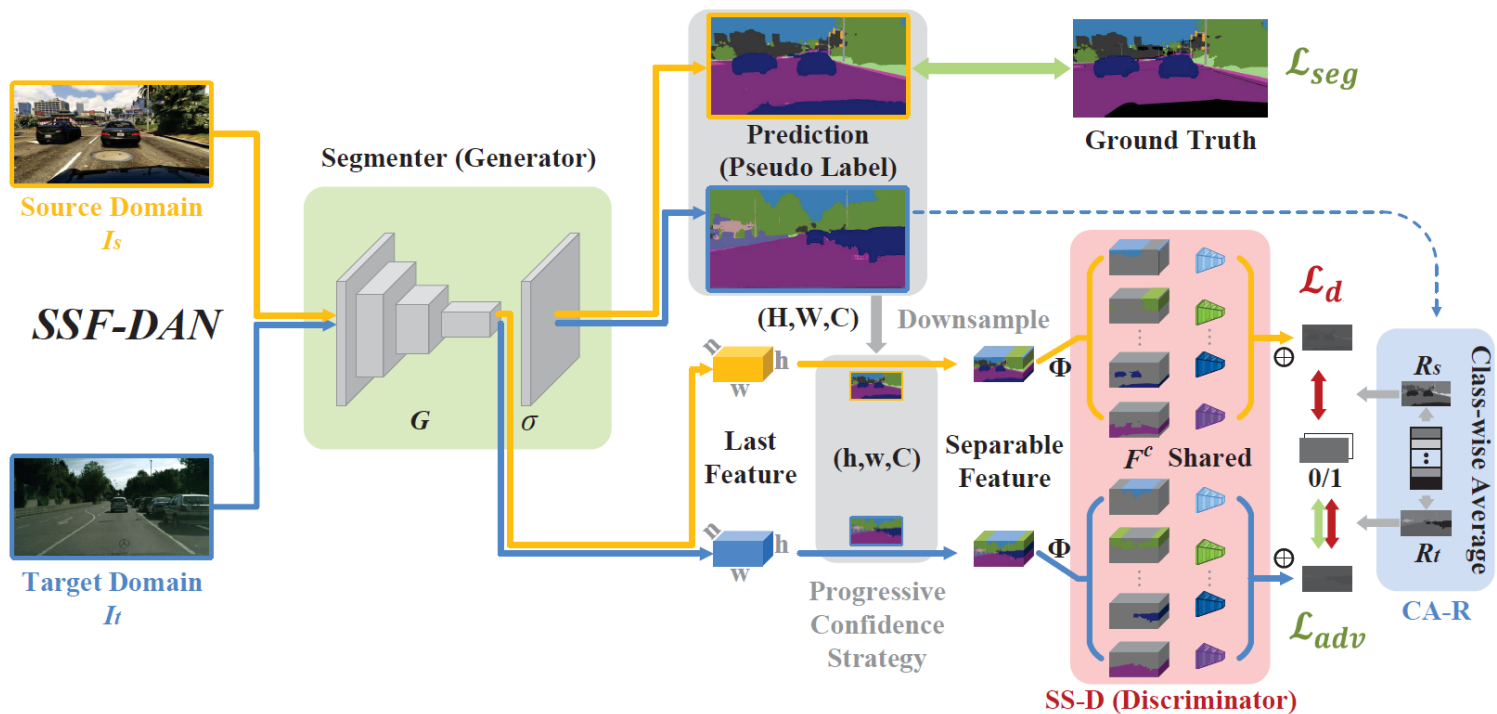 Source Domain
Is
SSF-DAN
Target Domain
It
Segmenter (Generator)
G
σ
Prediction
(Pseudo Label)
(H,W,C)
Downsample
Ground Truth
ℒseg
n
h
w
Last
Feature
n
h
w
(h,w,C)
Progressive
Confidence
Strategy
Separable
Feature
Φ
Φ
Fᶜ Shared
SS-D (Discriminator)
ℒd
⊕
0/1
⊕
ℒadv
Rs
Rt
Class-wise Average
CA-R